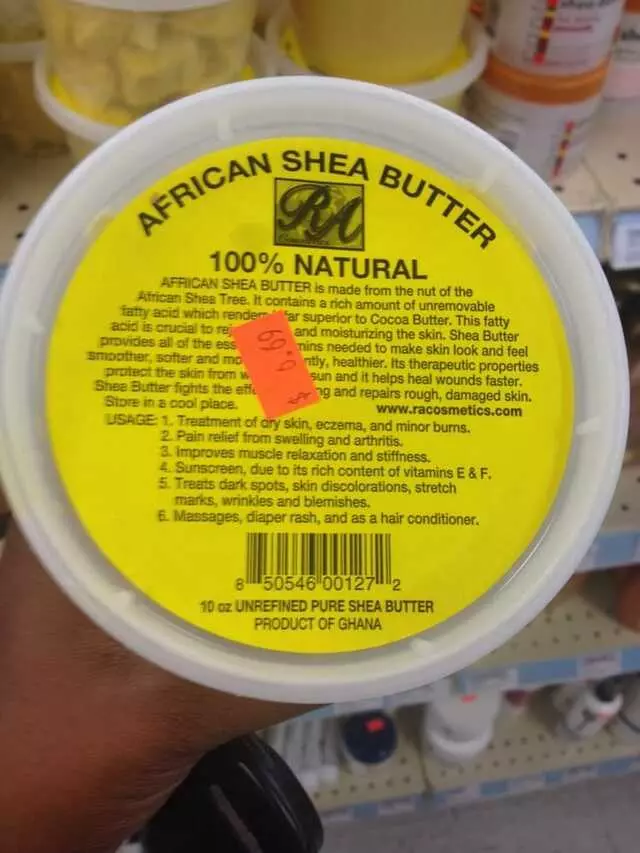 AFRICAN SHEA BUTTER
RA
100% NATURAL
AFRICAN SHEA BUTTER is made from the nut of the
African Shea Tree. It contains a rich amount of unremovable
fatty acid which far superior to Cocoa Butter. This fatty
acid is crucial to and moisturizing the skin. Shea Butter
provides all of the needed to make skin look and feel
smoother, softer and healthier. Its therapeutic properties
protect the skin from sun and it helps heal wounds faster.
Shea Butter fights the and repairs rough, damaged skin.
Store in a cool place.
www.racosmetics.com
USAGE: 1. Treatment of dry skin, eczema, and minor burns.
2. Pain relief from swelling and arthritis.
3. Improves muscle relaxation and stiffness.
4. Sunscreen, due to its rich content of vitamins E & F.
5. Treats dark spots, skin discolorations, stretch
marks, wrinkles and blemishes.
6. Massages, diaper rash, and as a hair conditioner.
8 50546 00127 2
10 oz UNREFINED PURE SHEA BUTTER
PRODUCT OF GHANA